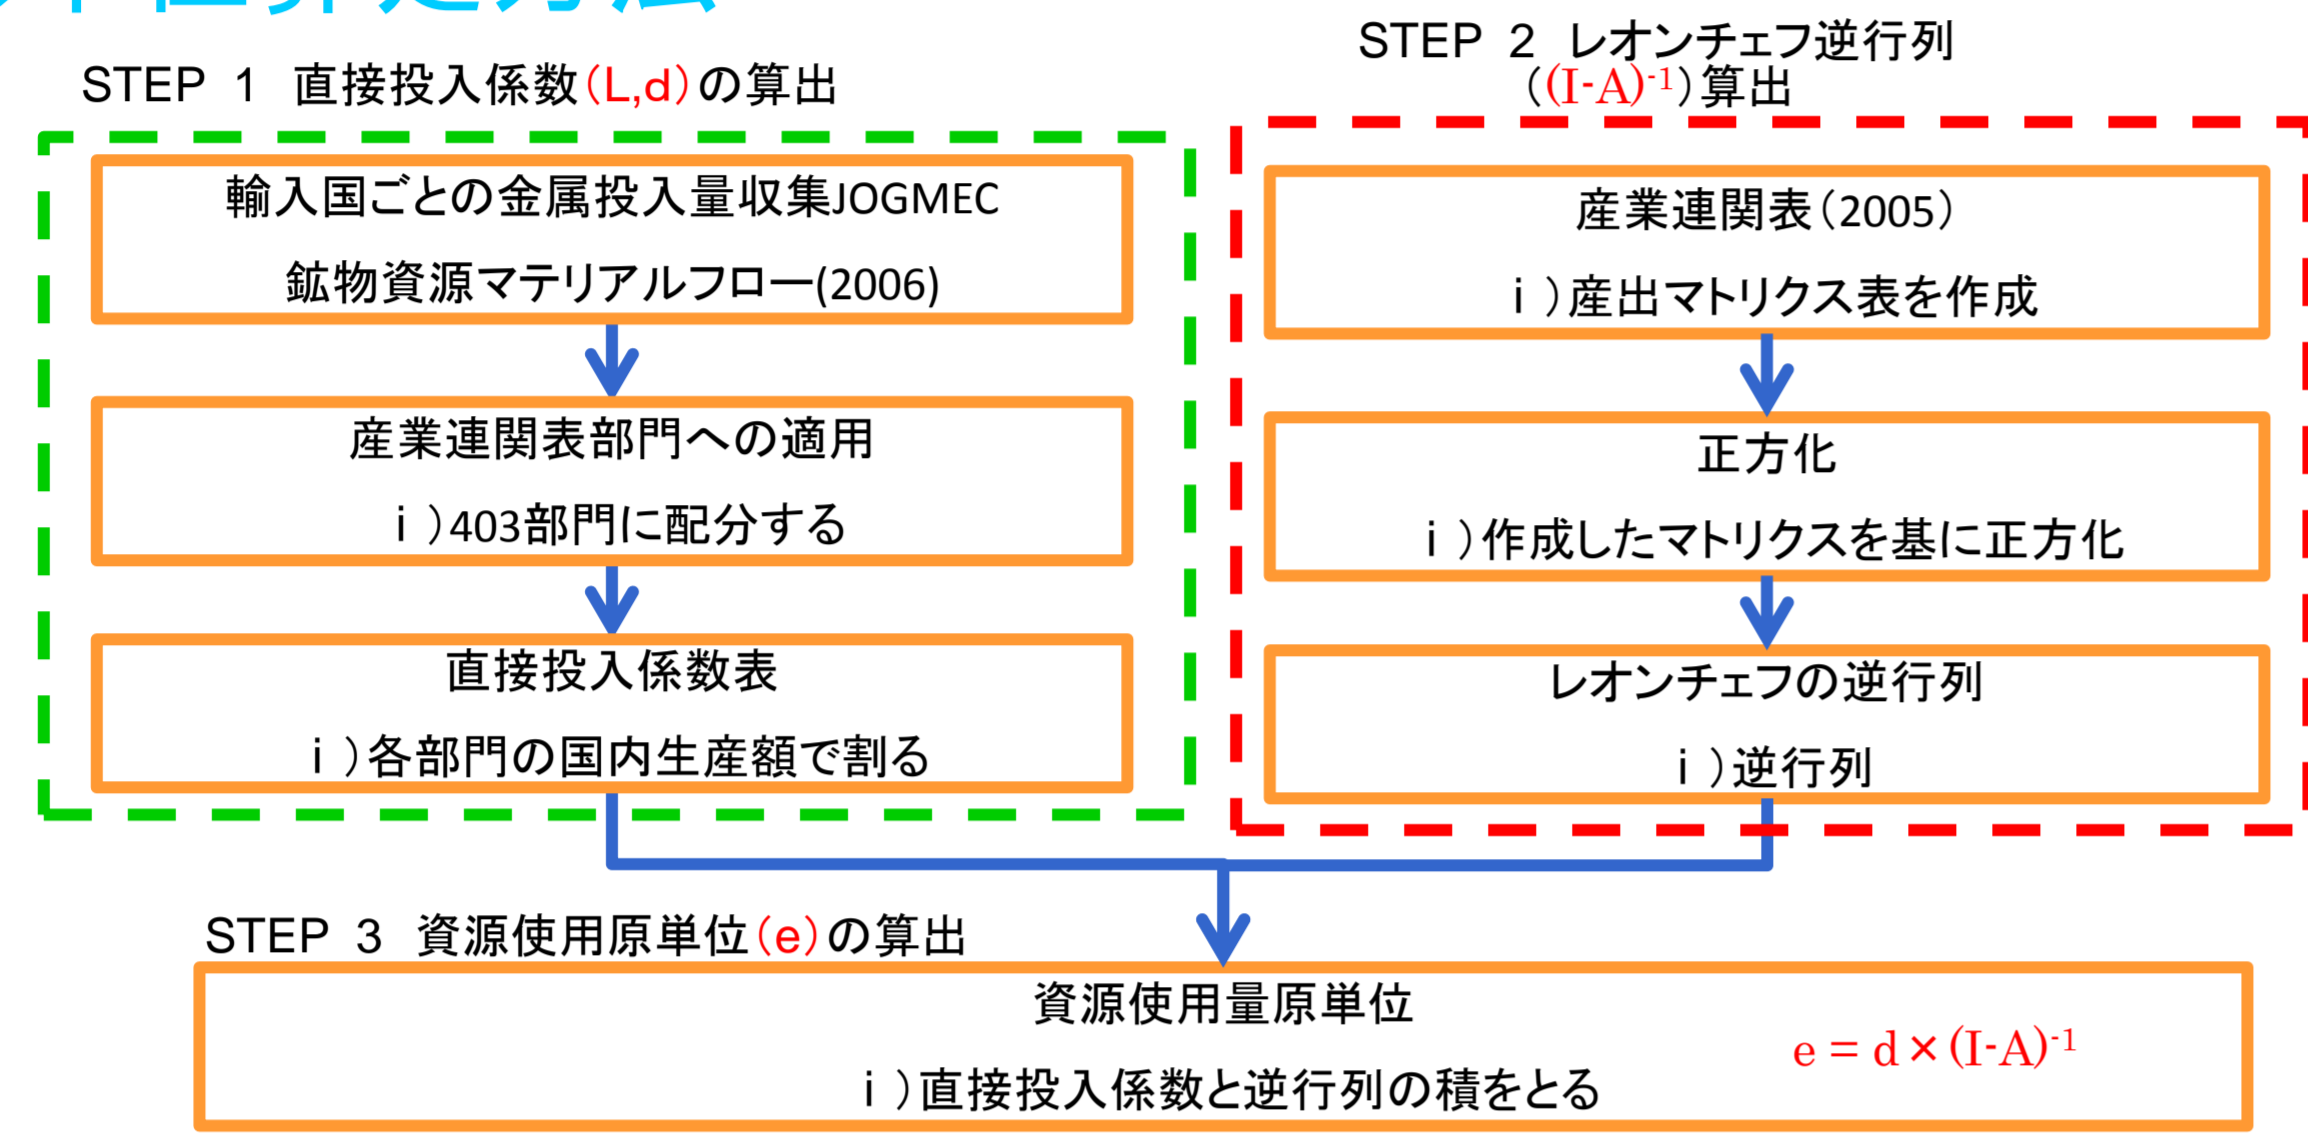 STEP 1 直接投入係数(L,d)の算出
輸入国ごとの金属投入量収集JOGMEC
鉱物資源マテリアルフロー(2006)
産業連関表部門への適用
ⅰ)403部門に配分する
直接投入係数表
ⅰ)各部門の国内生産額で割る
STEP 2 レオンチェフ逆行列
((I-A)-1)算出
産業連関表(2005)
ⅰ)産出マトリクス表を作成
正方化
ⅰ)作成したマトリクスを基に正方化
レオンチェフの逆行列
ⅰ)逆行列
STEP 3 資源使用原単位(e)の算出
資源使用量原単位
ⅰ)直接投入係数と逆行列の積をとる
e = d×(I-A)-1